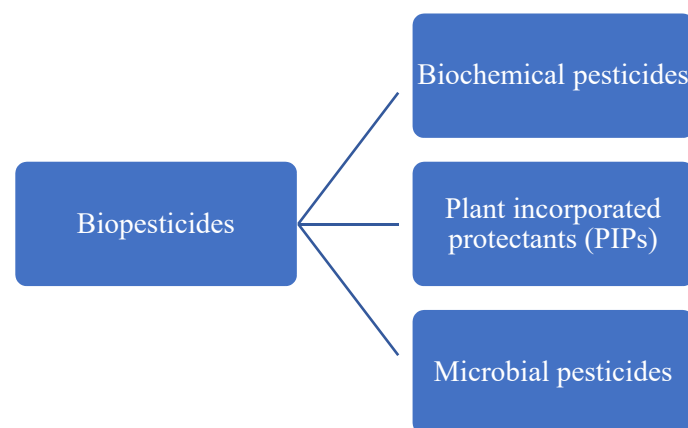 Biochemical pesticides
Biopesticides
Plant incorporated
protectants (PIPs)
Microbial pesticides